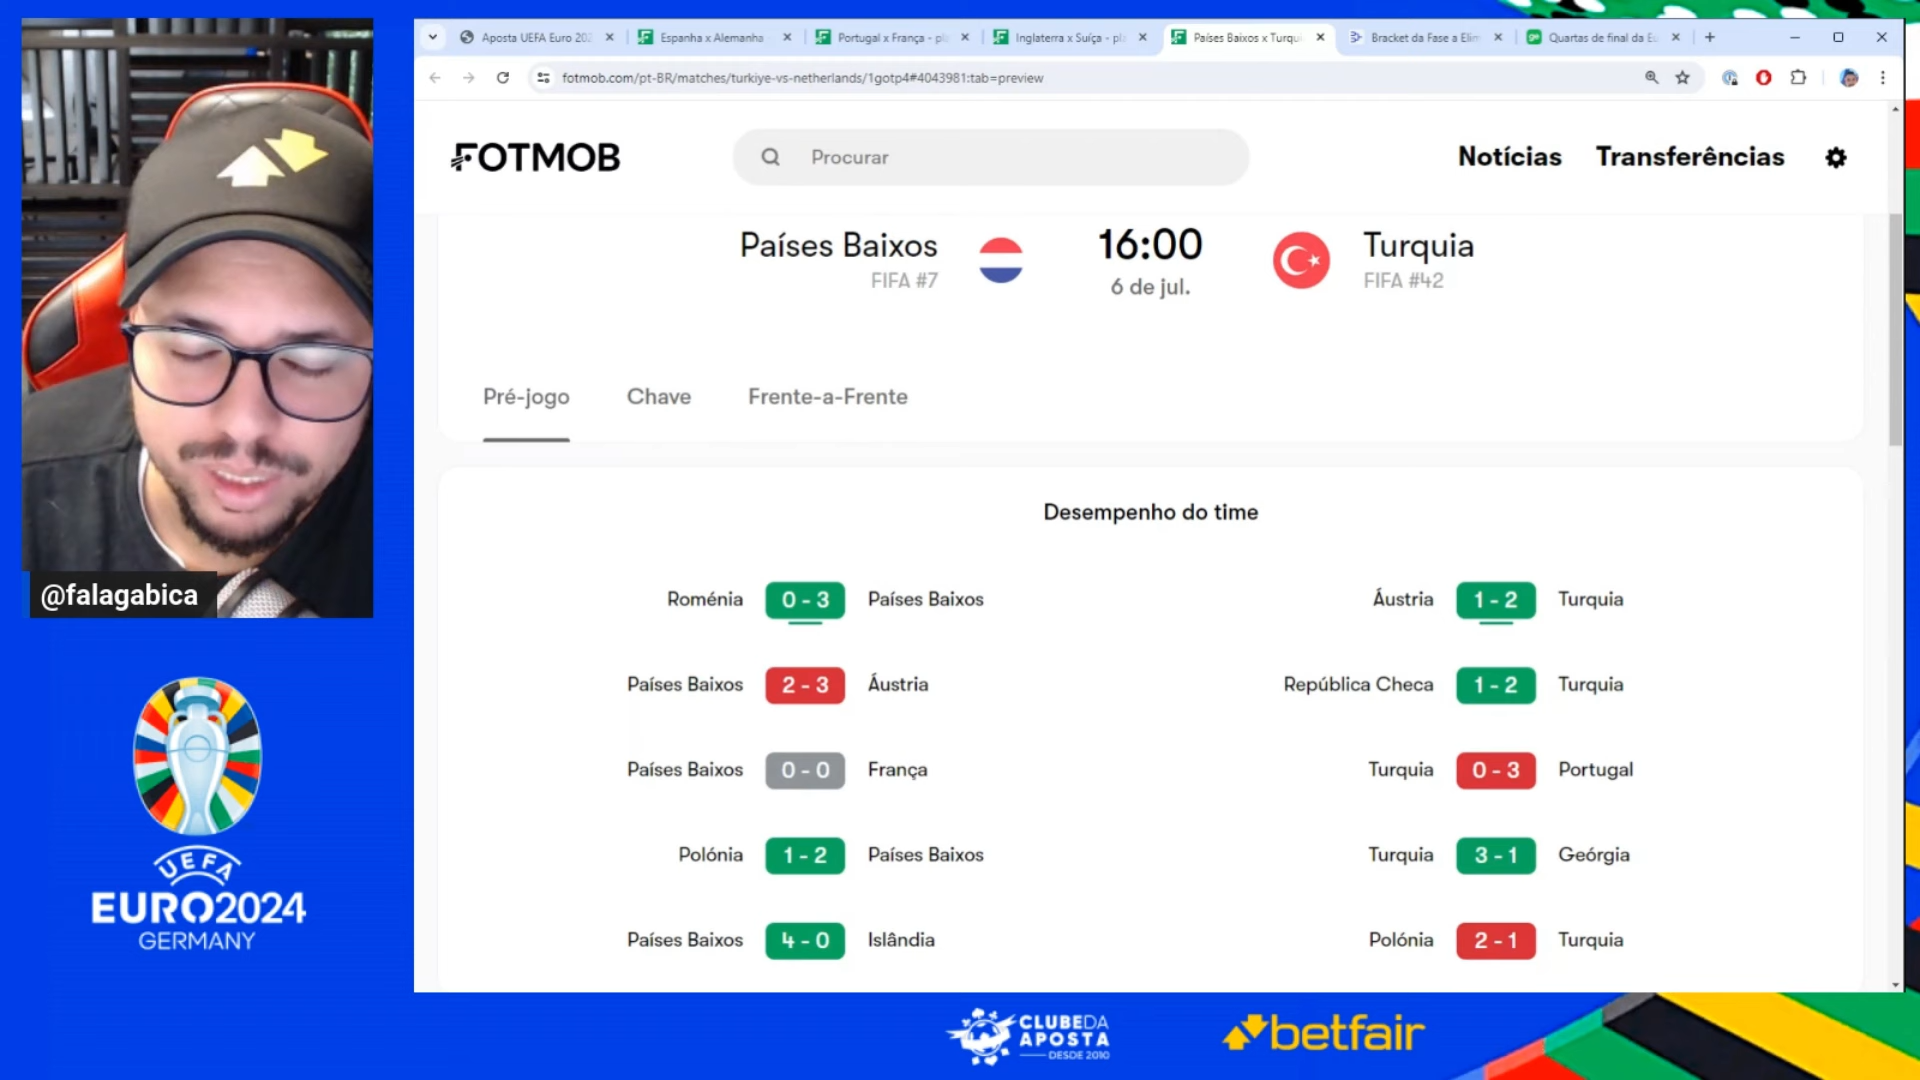 Aposta UEFA Euro 202
Espanha x Alemanha
Portugal x França - pl
Inglaterra x Suíça - pl
Países Baixos x Turqu
Bracket da Fase a Elim
Quartas de final da Eu
fotmob.com/pt-BR/matches/turkiye-vs-netherlands/1gotp4#4043981:tab=preview
FOTMOB
Procurar
Notícias
Transferências
Países Baixos
16:00
Turquia
FIFA #7
6 de jul.
FIFA #42
Pré-jogo
Chave
Frente-a-Frente
Desempenho do time
Roménia 0 - 3 Países Baixos
Áustria 1 - 2 Turquia
Países Baixos 2 - 3 Áustria
República Checa 1 - 2 Turquia
Países Baixos 0 - 0 França
Turquia 0 - 3 Portugal
Polónia 1 - 2 Países Baixos
Turquia 3 - 1 Geórgia
Países Baixos 4 - 0 Islândia
Polónia 2 - 1 Turquia
@falagabica
UEFA
EURO2024
GERMANY
CLUBEDA
APOSTA
DESDE 2010
betfair